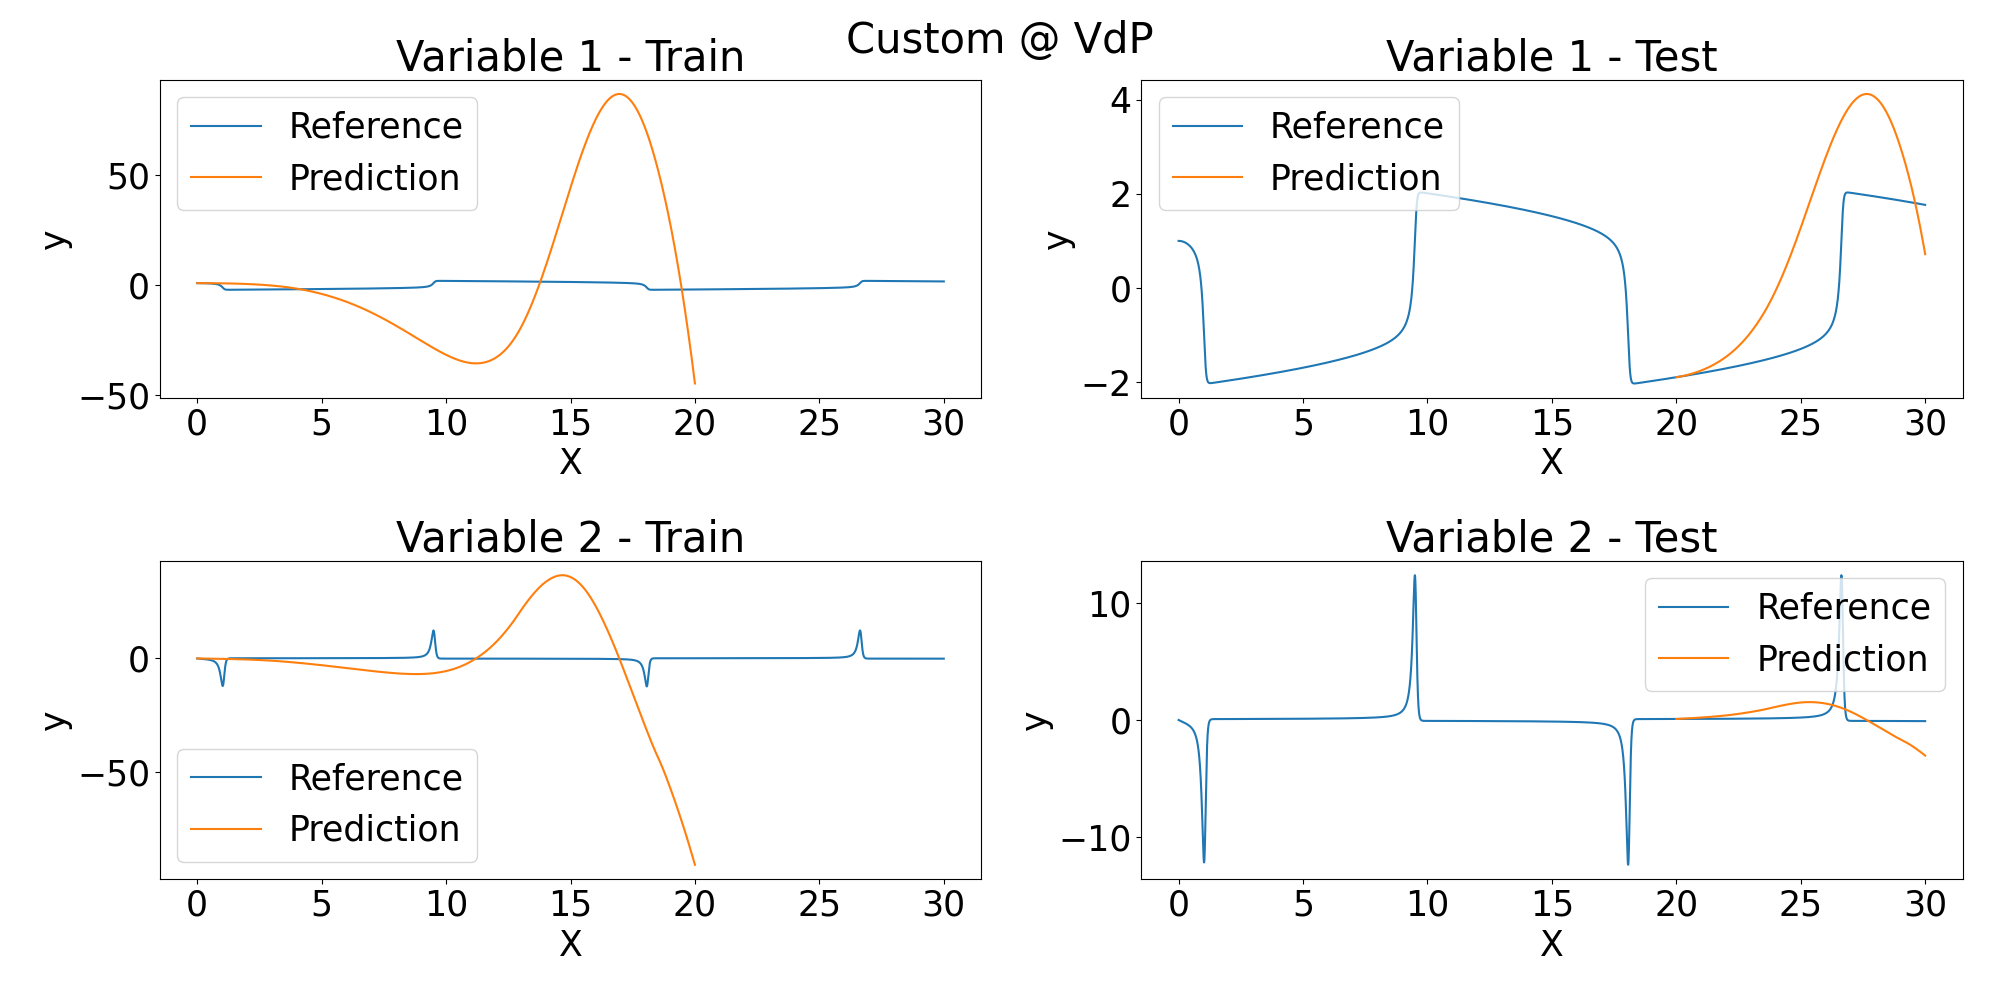 Custom @ VdP
Variable 1 - Train
Reference
Prediction
50
0
−50
y
0 5 10 15 20 25 30
X
Variable 1 - Test
Reference
Prediction
4
2
0
−2
y
0 5 10 15 20 25 30
X
Variable 2 - Train
Reference
Prediction
0
−50
y
0 5 10 15 20 25 30
X
Variable 2 - Test
Reference
Prediction
10
0
−10
y
0 5 10 15 20 25 30
X